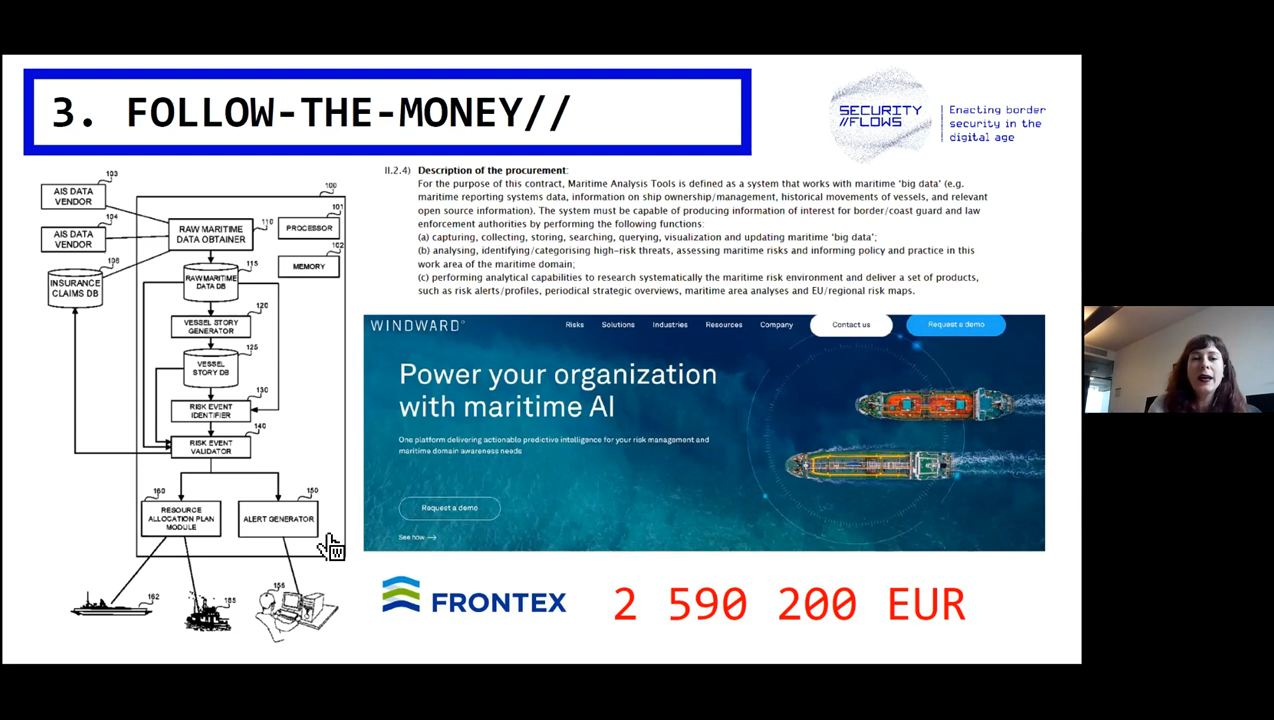 3. FOLLOW-THE-MONEY//
SECURITY
//FLOWS
Enacting border
security in the
digital age
103
AIS DATA
VENDOR
104
AIS DATA
VENDOR
106
INSURANCE
CLAIMS DB
100
101
PROCESSOR
102
MEMORY
110
RAW MARITIME
DATA OBTAINER
115
RAW MARITIME
DATA DB
120
VESSEL STORY
GENERATOR
125
VESSEL
STORY DB
130
RISK EVENT
IDENTIFIER
140
RISK EVENT
VALIDATOR
160
RESOURCE
ALLOCATION PLAN
MODULE
150
ALERT GENERATOR
162
165
155
II.2.4) Description of the procurement:
For the purpose of this contract, Maritime Analysis Tools is defined as a system that works with maritime 'big data' (e.g.
maritime reporting systems data, information on ship ownership/management, historical movements of vessels, and relevant
open source information). The system must be capable of producing information of interest for border/coast guard and law
enforcement authorities by performing the following functions:
(a) capturing, collecting, storing, searching, querying, visualization and updating maritime 'big data';
(b) analysing, identifying/categorising high-risk threats, assessing maritime risks and informing policy and practice in this
work area of the maritime domain;
(c) performing analytical capabilities to research systematically the maritime risk environment and deliver a set of products,
such as risk alerts/profiles, periodical strategic overviews, maritime area analyses and EU/regional risk maps.
WINDWARD
Risks Solutions Industries Resources Company Contact us Request a demo
Power your organization
with maritime AI
One platform delivering actionable predictive intelligence for your risk management and
maritime domain awareness needs
Request a demo
See how →
FRONTEX
2 590 200 EUR